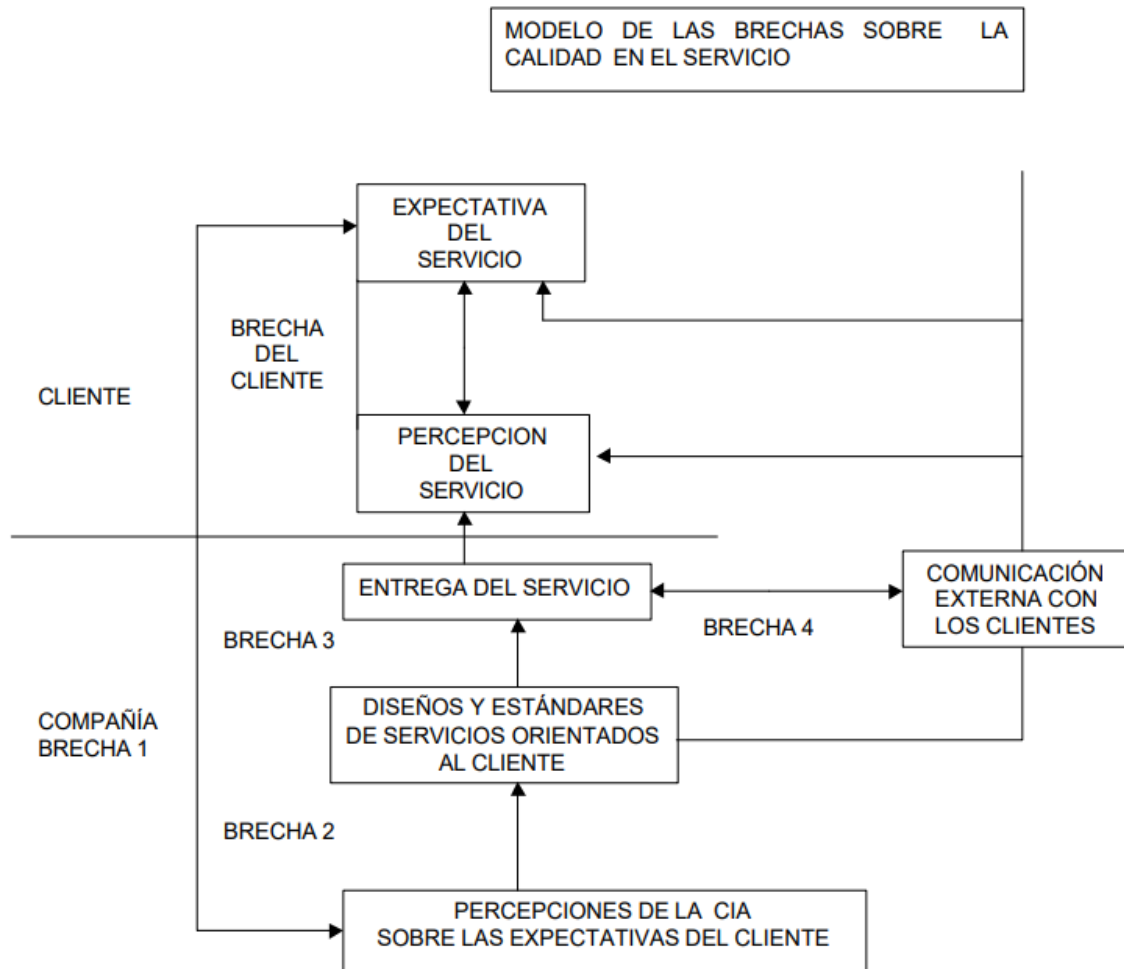 MODELO DE LAS BRECHAS SOBRE LA
CALIDAD EN EL SERVICIO
EXPECTATIVA
DEL
SERVICIO
BRECHA
DEL
CLIENTE
CLIENTE
PERCEPCION
DEL
SERVICIO
ENTREGA DEL SERVICIO
COMUNICACIÓN
EXTERNA CON
LOS CLIENTES
BRECHA 4
BRECHA 3
DISEÑOS Y ESTÁNDARES
DE SERVICIOS ORIENTADOS
AL CLIENTE
COMPAÑÍA
BRECHA 1
BRECHA 2
PERCEPCIONES DE LA CIA
SOBRE LAS EXPECTATIVAS DEL CLIENTE